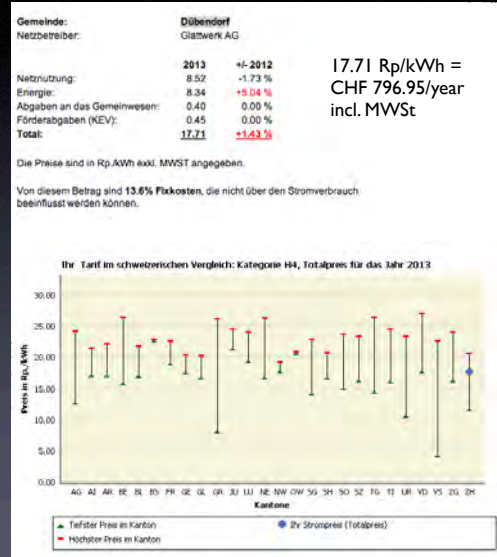 Gemeinde: Dübendorf
Netzbetreiber: Glattwerk AG
2013 +/- 2012
Netznutzung: 8.52 -1.73 %
Energie: 8.34 +5.04 %
Abgaben an das Gemeinwesen: 0.40 0.00 %
Förderabgaben (KEV): 0.45 0.00 %
Total: 17.71 +1.43 %
17.71 Rp/kWh =
CHF 796.95/year
incl. MWSt
Die Preise sind in Rp./kWh exkl. MWST angegeben.
Von diesem Betrag sind 13.6% Fixkosten, die nicht über den Stromverbrauch
beeinflusst werden können.
Ihr Tarif im schweizerischen Vergleich: Kategorie H4, Totalpreis für das Jahr 2013
Preis in Rp./kWh
30.00
25.00
20.00
15.00
10.00
5.00
0.00
AG AI AR BE BL BS FR GE GL GR JU LU NE NW OW SG SH SO SZ TG TI UR VD VS ZG ZH
Kantone
Tiefster Preis im Kanton
Höchster Preis im Kanton
Ihr Strompreis (Totalpreis)